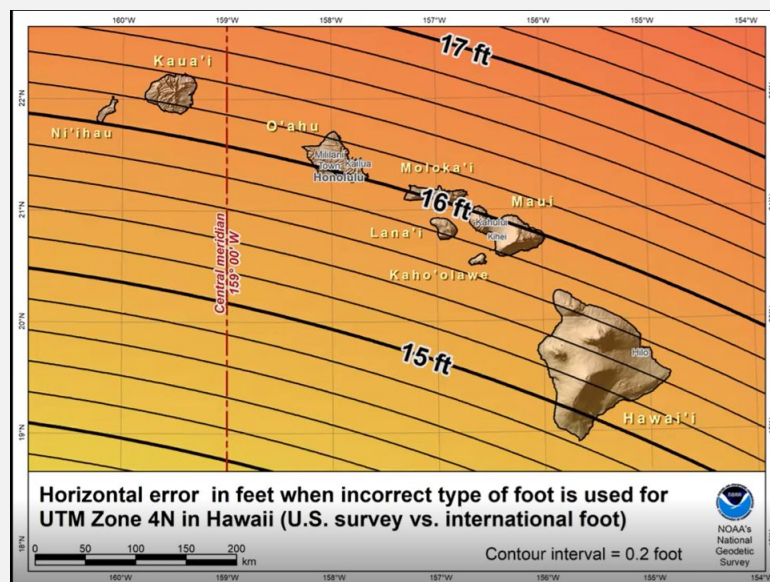 160°W 159°W 158°W 157°W 156°W 155°W
17 ft
Kaua'i
22°N
Ni'ihau
O'ahu
Mililani
Town
Kailua
Honolulu
Moloka'i
16 ft
Maui
21°N
Kahului
Kihei
Lana'i
Kaho'olawe
Central meridian
159° 00' W
20°N
15 ft
Hilo
Hawai'i
19°N
Horizontal error in feet when incorrect type of foot is used for
UTM Zone 4N in Hawaii (U.S. survey vs. international foot)
0 50 100 150 200
km
Contour interval = 0.2 foot
NOAA's
National
Geodetic
Survey
18°N
160°W 159°W 158°W 157°W 156°W 155°W 154°W